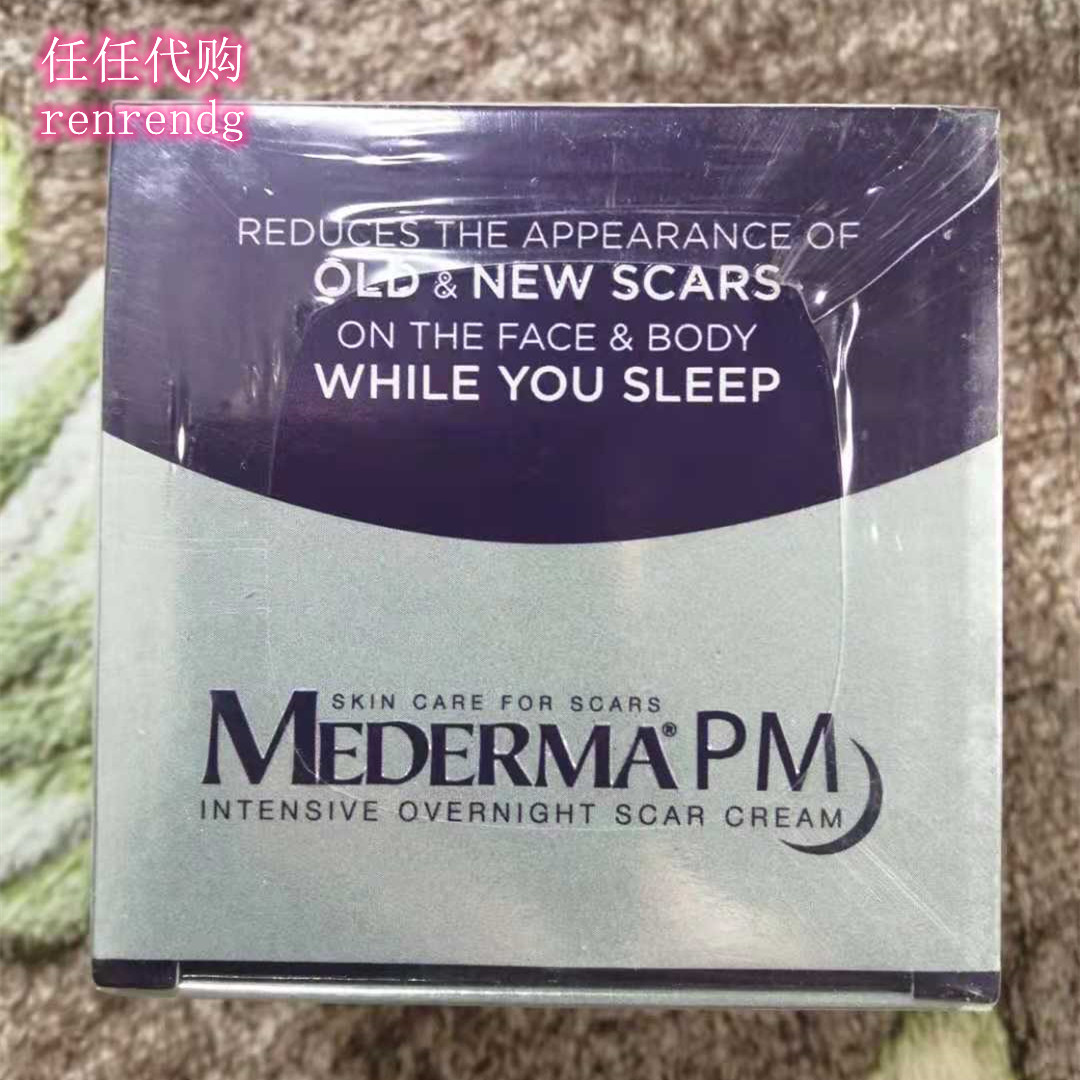 任任代购
renrendg
REDUCES THE APPEARANCE OF
OLD & NEW SCARS
ON THE FACE & BODY
WHILE YOU SLEEP
SKIN CARE FOR SCARS
MEDERMA® PM
INTENSIVE OVERNIGHT SCAR CREAM